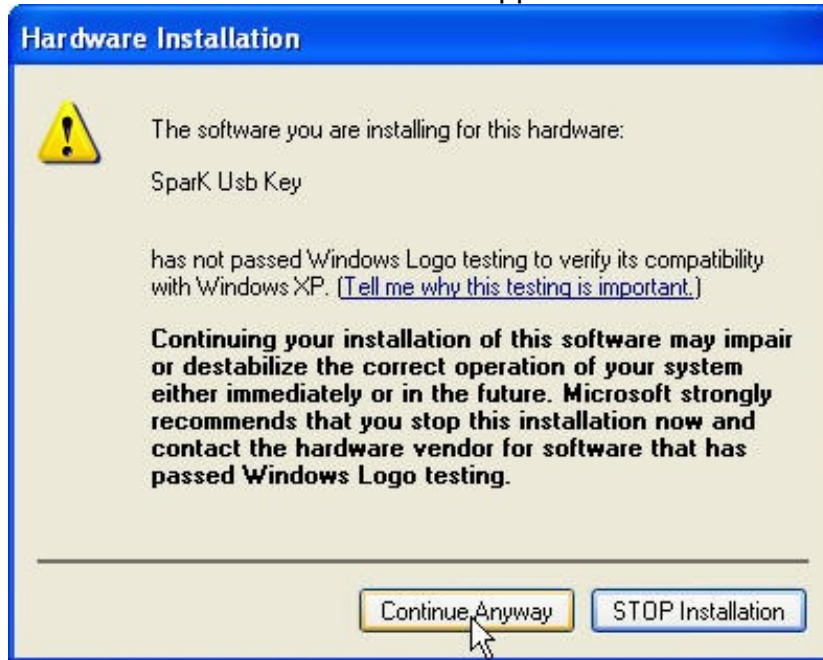 Hardware Installation
The software you are installing for this hardware:
SparK Usb Key
has not passed Windows Logo testing to verify its compatibility
with Windows XP. (Tell me why this testing is important.)
Continuing your installation of this software may impair
or destabilize the correct operation of your system
either immediately or in the future. Microsoft strongly
recommends that you stop this installation now and
contact the hardware vendor for software that has
passed Windows Logo testing.
Continue Anyway STOP Installation